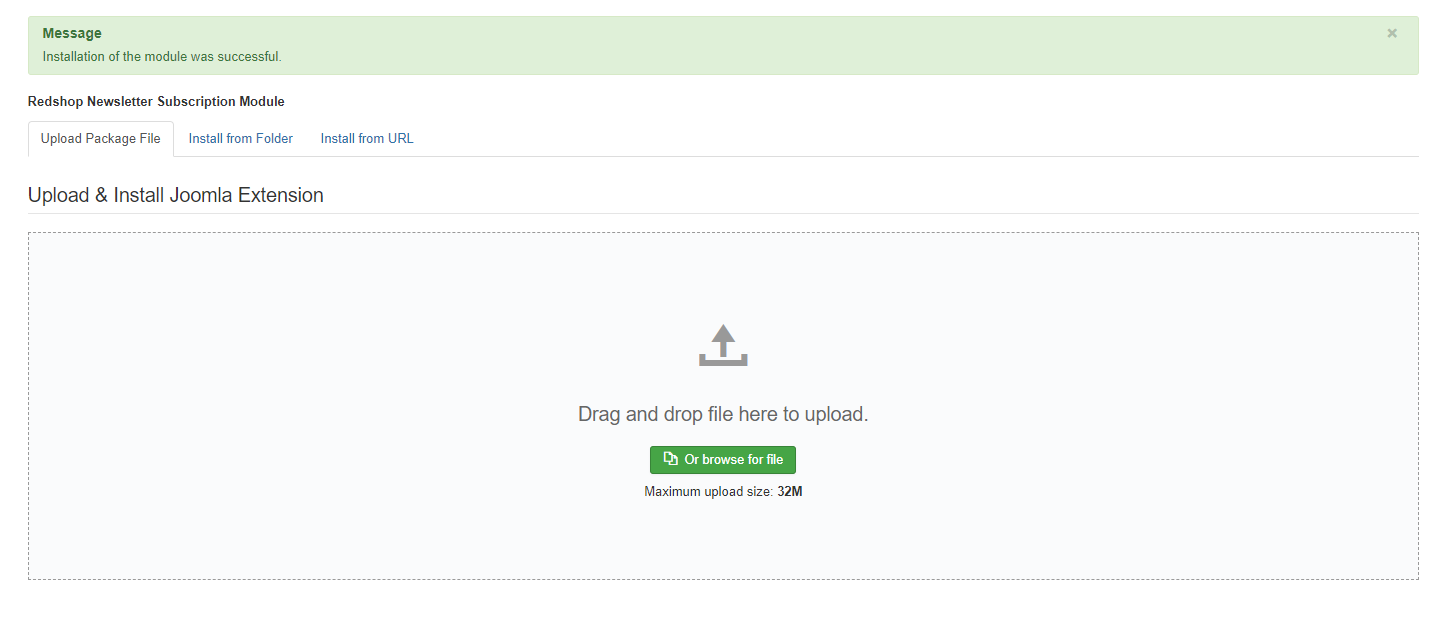 Message
Installation of the module was successful.
Redshop Newsletter Subscription Module
Upload Package File Install from Folder Install from URL
Upload & Install Joomla Extension
Drag and drop file here to upload.
Or browse for file
Maximum upload size: 32M